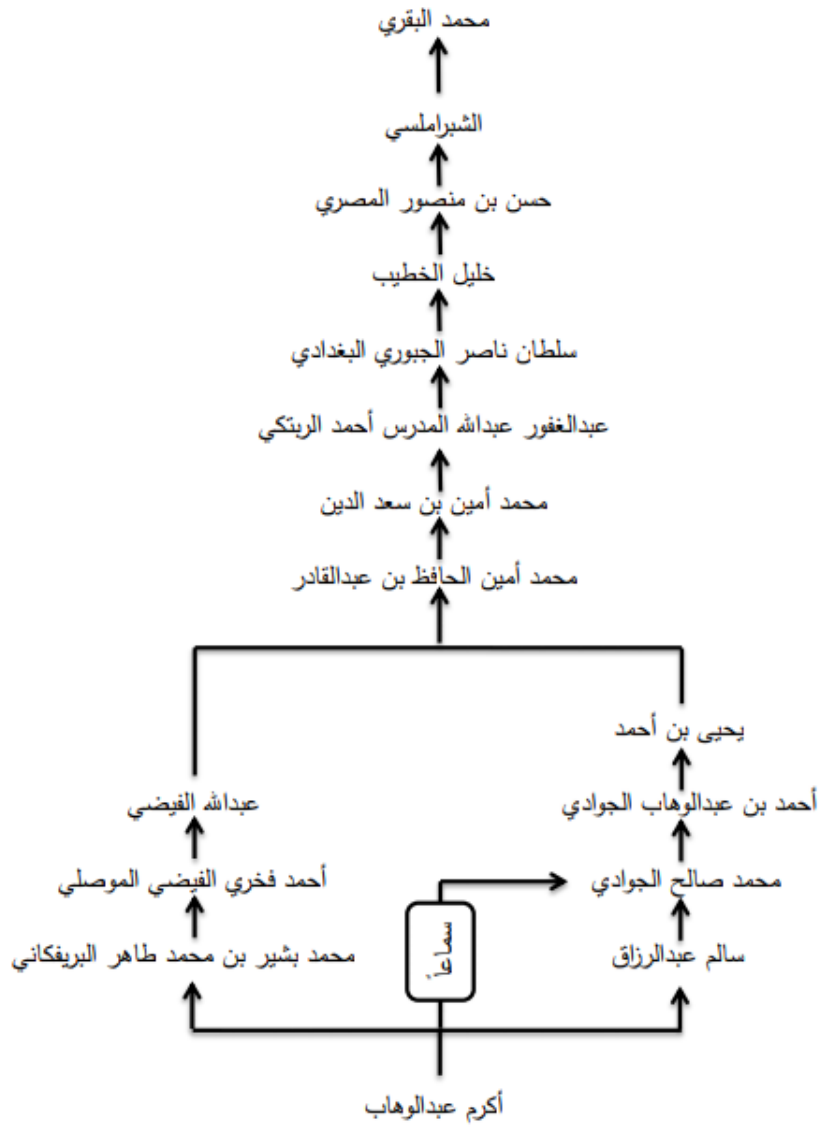 محمد البقري
الشبراملسي
حسن بن منصور المصري
خليل الخطيب
سلطان ناصر الجبوري البغدادي
عبدالغفور عبدالله المدرس أحمد الربتكي
محمد أمين بن سعد الدين
محمد أمين الحافظ بن عبدالقادر
يحيى بن أحمد
أحمد بن عبدالوهاب الجوادي
عبدالله الفيضي
محمد صالح الجوادي
أحمد فخري الفيضي الموصلي
سماعاً
سالم عبدالرزاق
محمد بشير بن محمد طاهر البريفكاني
أكرم عبدالوهاب